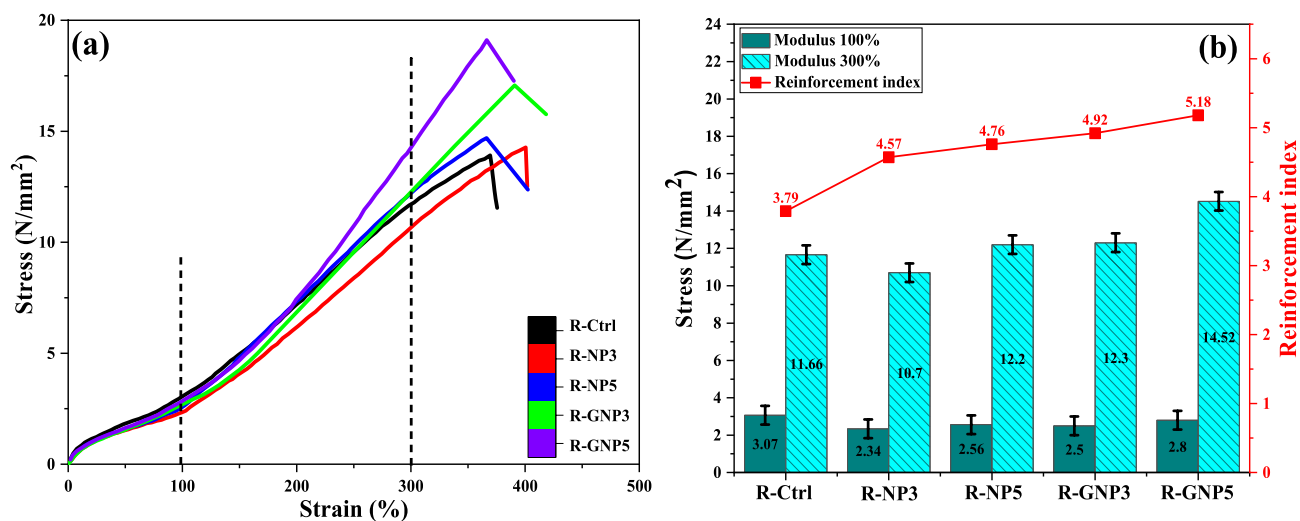 (a)
Stress (N/mm²)
20
15
10
5
0
0 100 200 300 400 500
Strain (%)
R-Ctrl
R-NP3
R-NP5
R-GNP3
R-GNP5
(b)
Modulus 100%
Modulus 300%
Reinforcement index
Stress (N/mm²)
24
22
20
18
16
14
12
10
8
6
4
2
0
3.79
4.57
4.76
4.92
5.18
11.66
10.7
12.2
12.3
14.52
3.07
2.34
2.56
2.5
2.8
R-Ctrl R-NP3 R-NP5 R-GNP3 R-GNP5
6
5
4
3
2
1
0
Reinforcement index